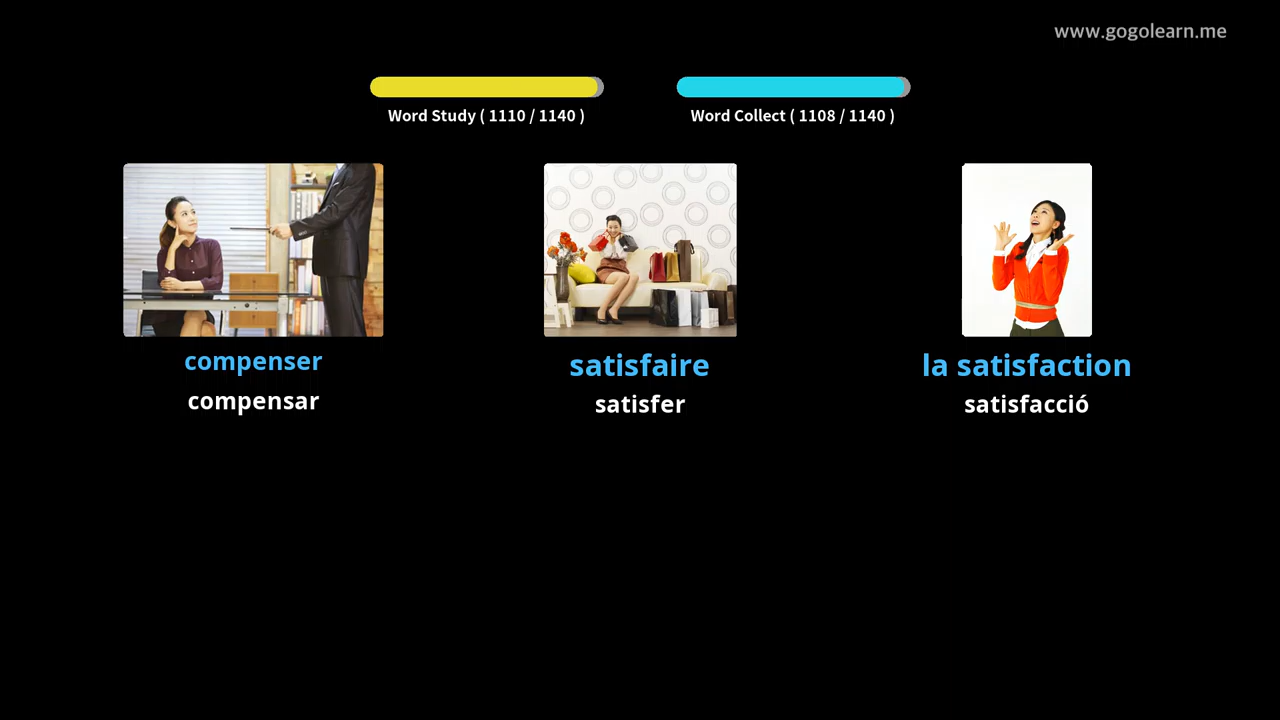 www.gogolearn.me
Word Study ( 1110 / 1140 )
Word Collect ( 1108 / 1140 )
compenser
compensar
satisfaire
satisfer
la satisfaction
satisfacció